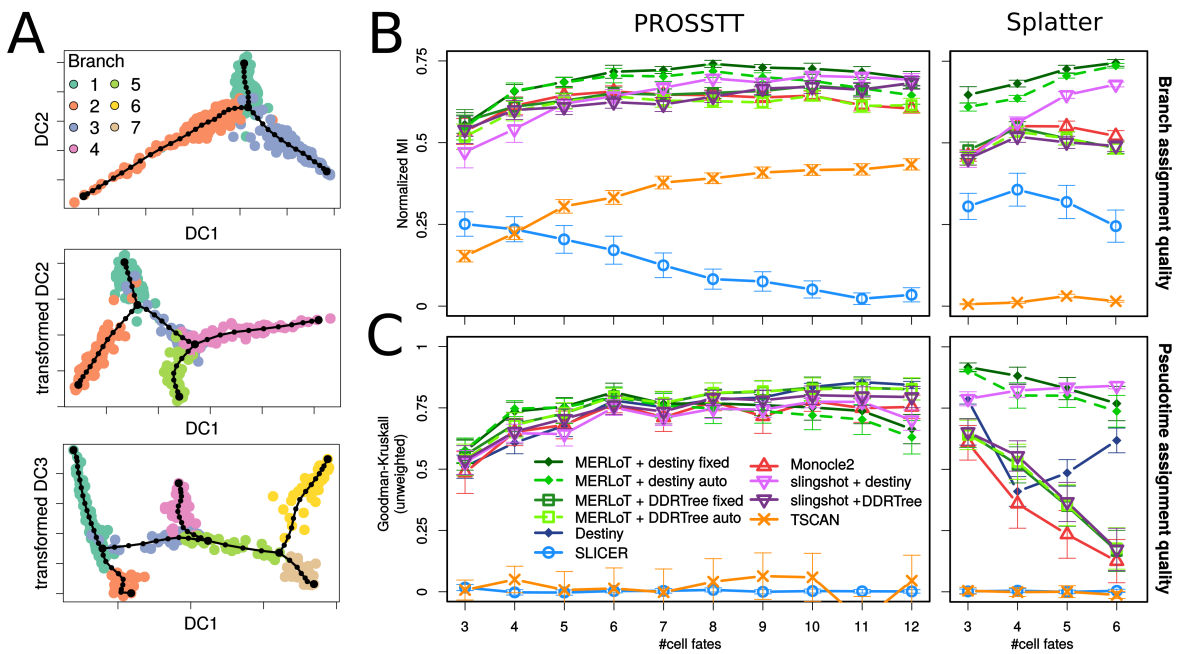 A
Branch
1 5
2 6
3 7
4
DC2
DC1
transformed DC2
DC1
transformed DC3
DC1
B
PROSSTT
Splatter
Normalized MI
0.75
0.5
0.25
0
Branch assignment quality
C
Goodman-Kruskall
(unweighted)
1
0.75
0.5
0.25
0
MERLoT + destiny fixed
MERLoT + destiny auto
MERLoT + DDRTree fixed
MERLoT + DDRTree auto
Destiny
SLICER
Monocle2
slingshot + destiny
slingshot +DDRTree
TSCAN
Pseudotime assignment quality
3 4 5 6 7 8 9 10 11 12
#cell fates
3 4 5 6
#cell fates